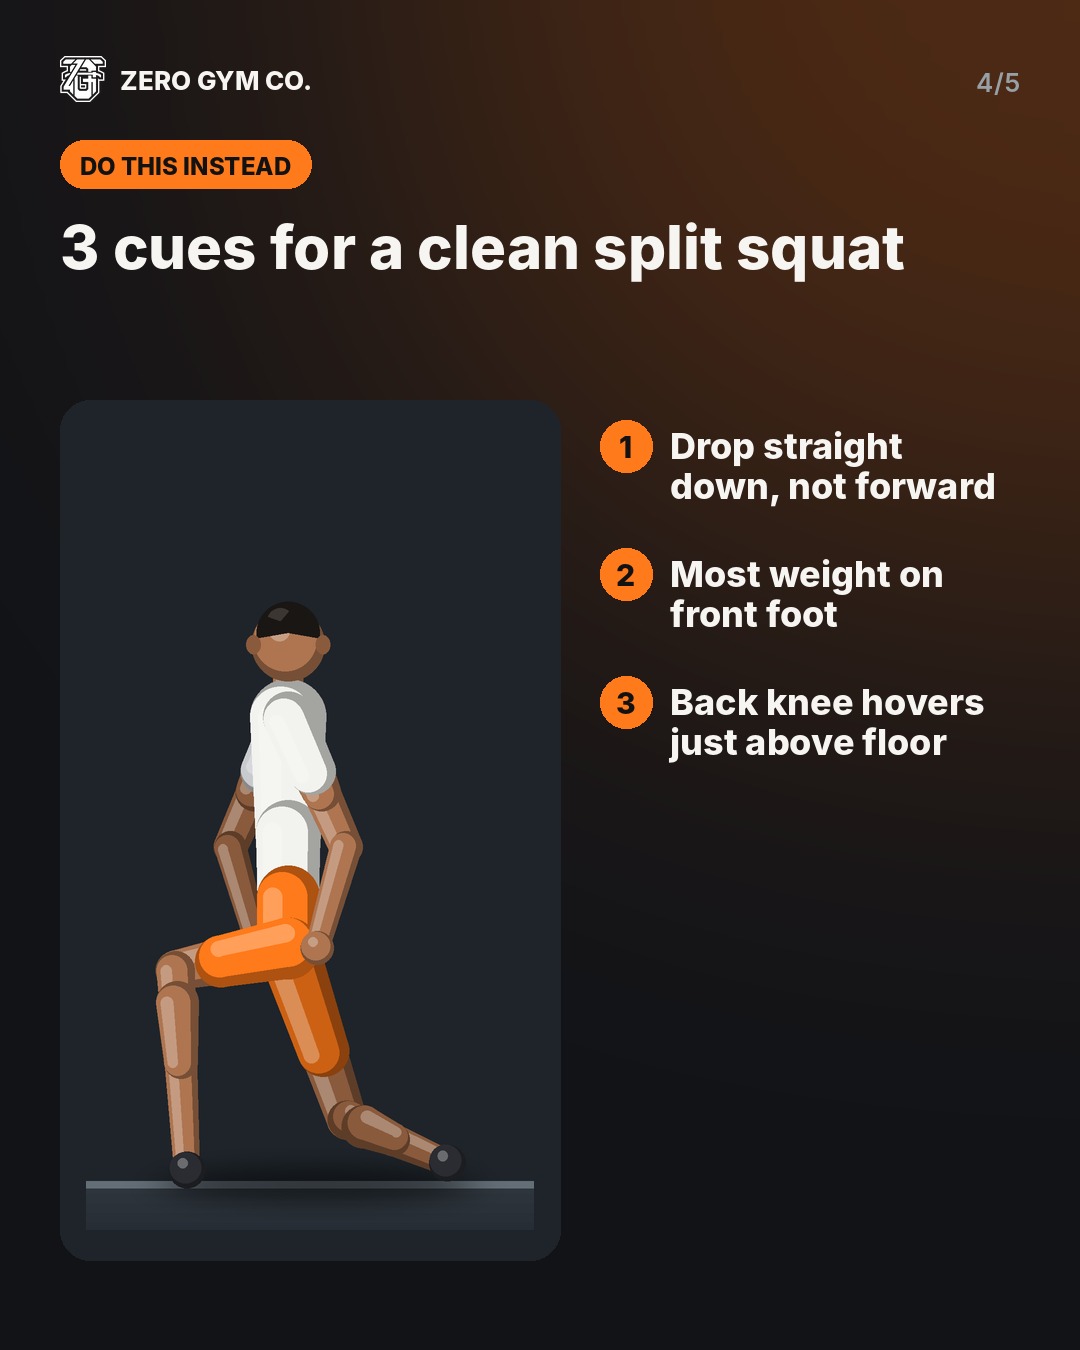 ZERO GYM CO.
4/5
DO THIS INSTEAD
3 cues for a clean split squat
1 Drop straight
down, not forward
2 Most weight on
front foot
3 Back knee hovers
just above floor